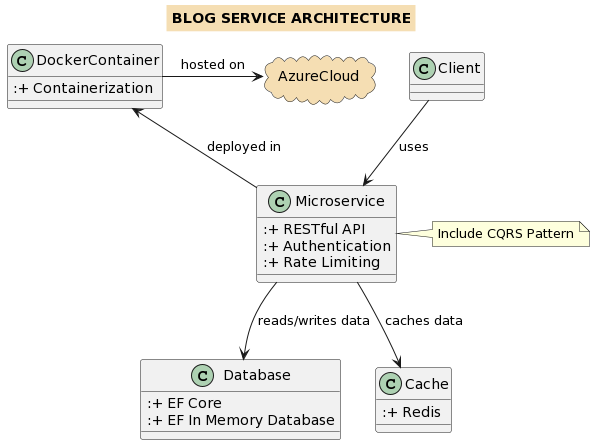 BLOG SERVICE ARCHITECTURE
C DockerContainer
:+ Containerization
hosted on
AzureCloud
C Client
deployed in
uses
C Microservice
:+ RESTful API
:+ Authentication
:+ Rate Limiting
Include CQRS Pattern
reads/writes data
caches data
C Database
:+ EF Core
:+ EF In Memory Database
C Cache
:+ Redis